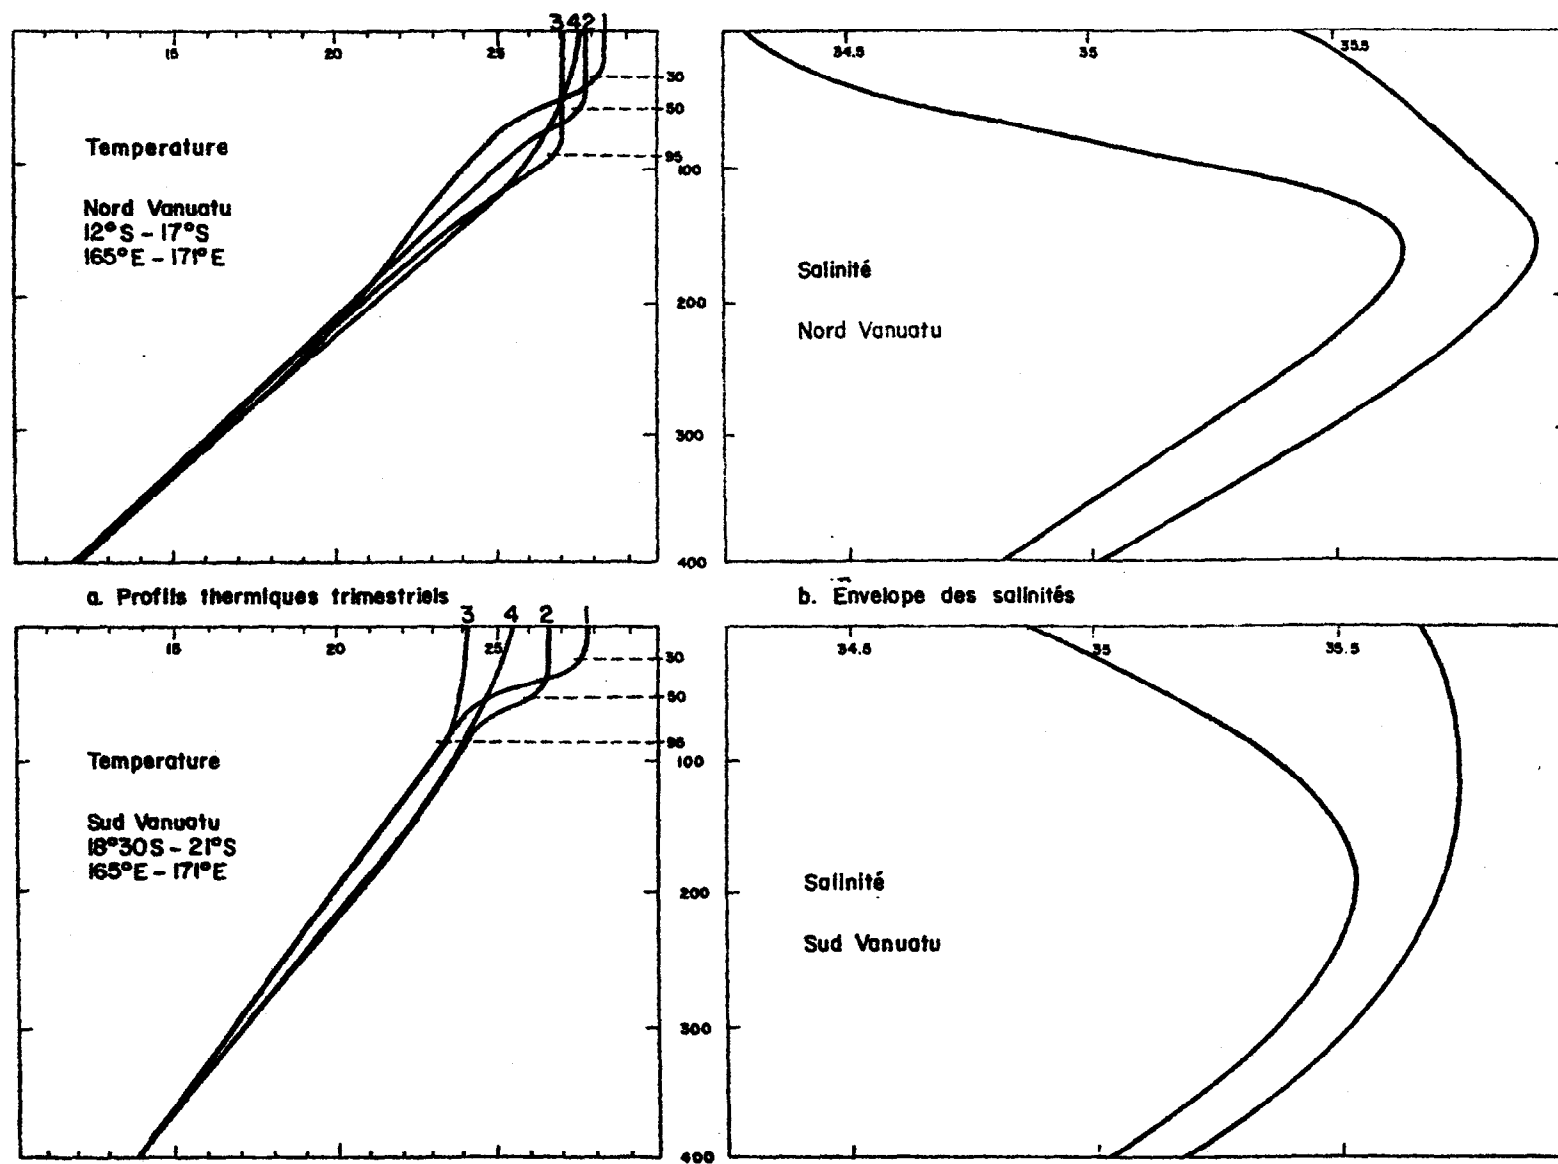 3 4 2 1
15 20 25
30
50
95
100
200
300
400
Temperature
Nord Vanuatu
12°S - 17°S
165°E - 171°E
34.5 35 35.5
Salinité
Nord Vanuatu
a. Profils thermiques trimestriels
b. Envelope des salinités
3 4 2 1
15 20 25
30
50
95
100
200
300
400
Temperature
Sud Vanuatu
18°30S - 21°S
165°E - 171°E
34.5 35 35.5
Salinité
Sud Vanuatu